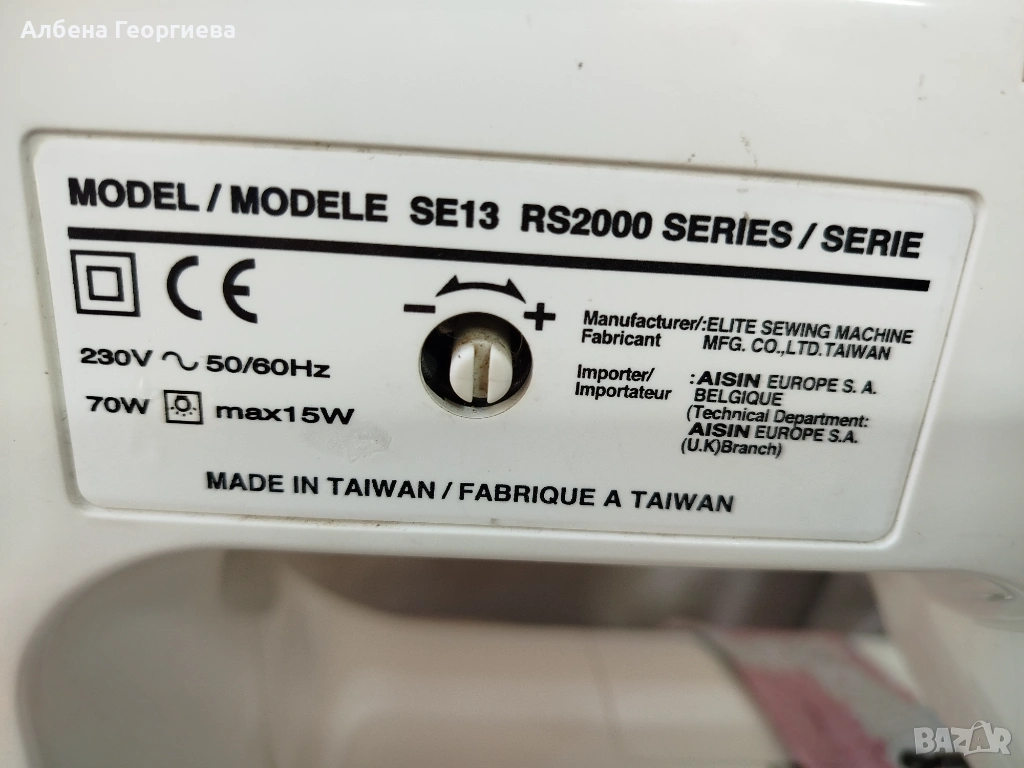 Албена Георгиева
MODEL / MODELE SE13 RS2000 SERIES / SERIE
CE
- +
230V ~ 50/60Hz
70W max15W
Manufacturer/:ELITE SEWING MACHINE
Fabricant MFG. CO.,LTD.TAIWAN
Importer/ :AISIN EUROPE S. A.
Importateur BELGIQUE
(Technical Department:
AISIN EUROPE S.A.
(U.K)Branch)
MADE IN TAIWAN / FABRIQUE A TAIWAN
BAZAR